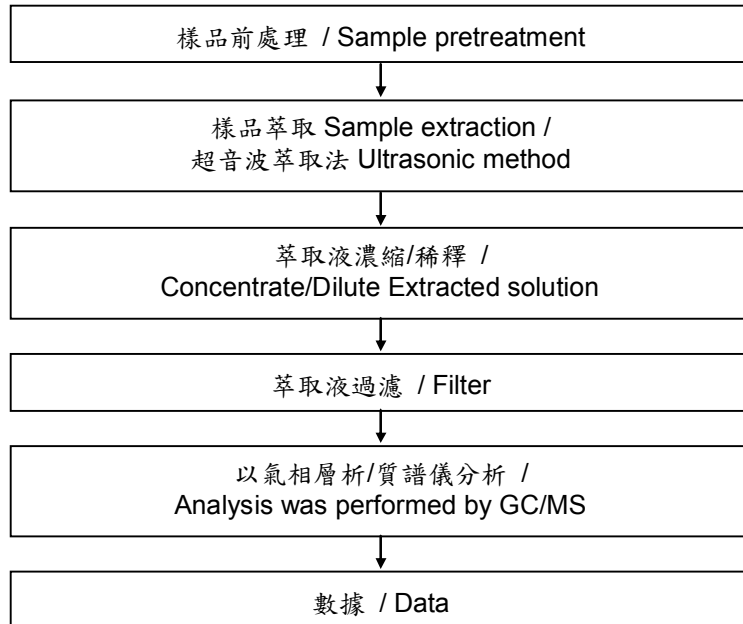 樣品前處理 / Sample pretreatment
樣品萃取 Sample extraction /
超音波萃取法 Ultrasonic method
萃取液濃縮/稀釋 /
Concentrate/Dilute Extracted solution
萃取液過濾 / Filter
以氣相層析/質譜儀分析 /
Analysis was performed by GC/MS
數據 / Data